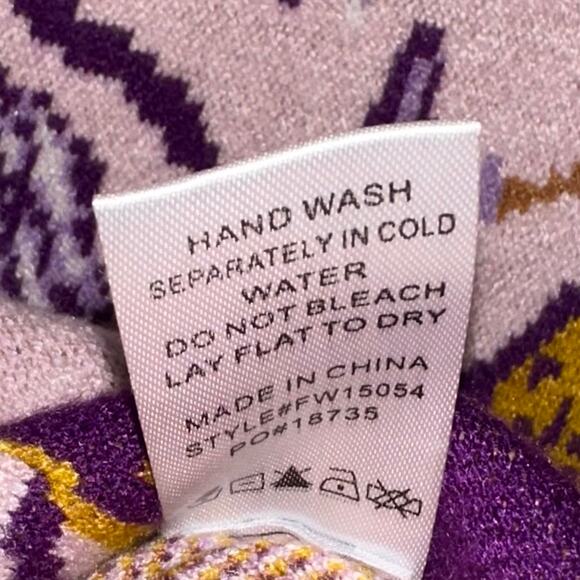 HAND WASH
SEPARATELY IN COLD
WATER
DO NOT BLEACH
LAY FLAT TO DRY
MADE IN CHINA
STYLE#FW15054
PO#18735